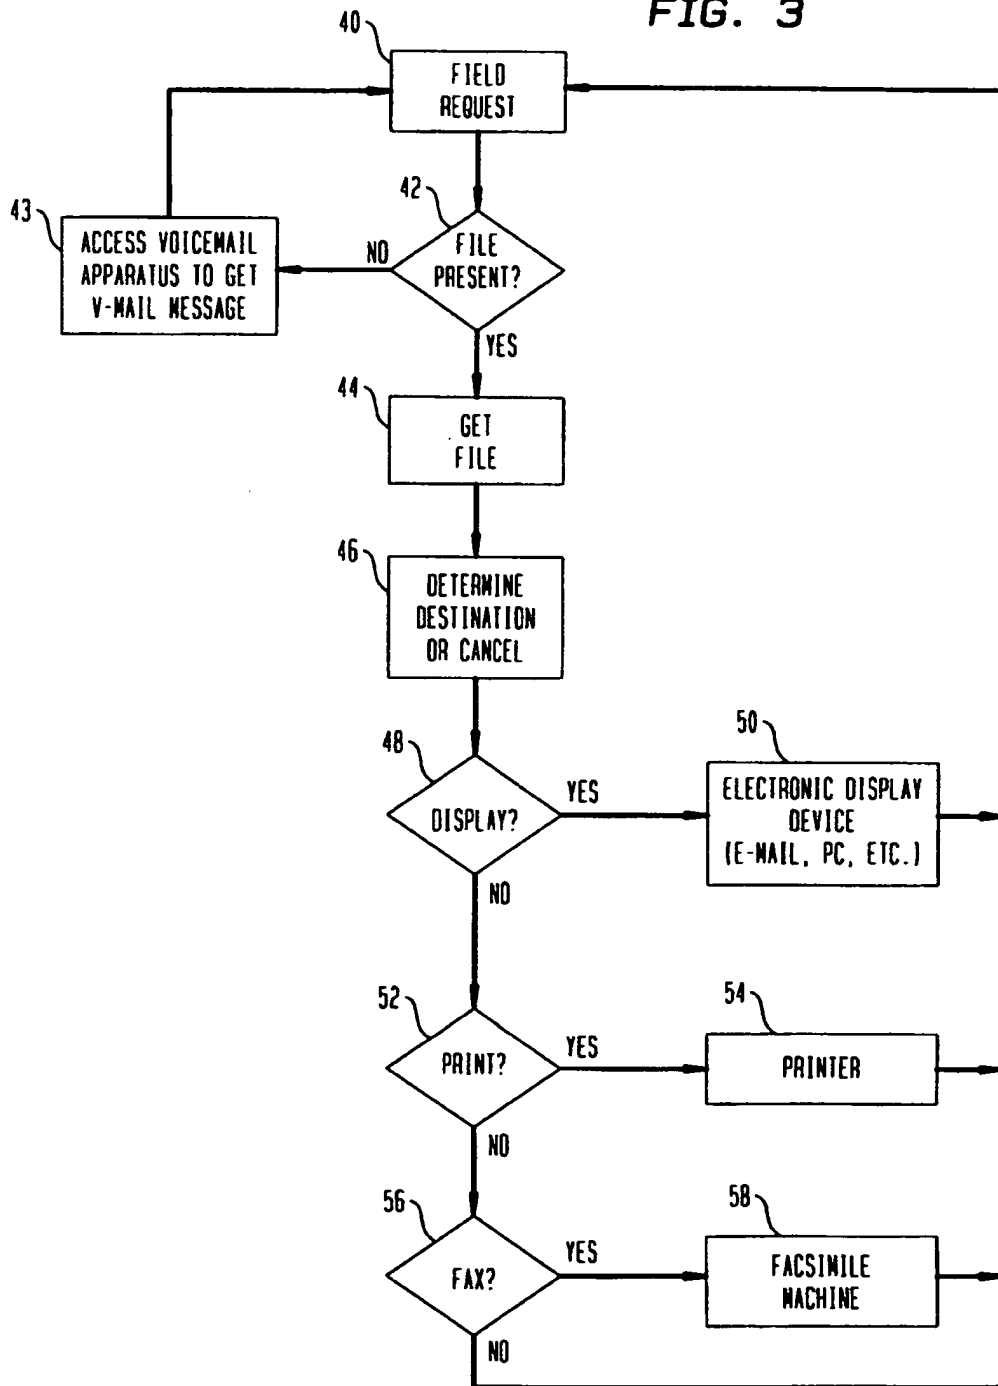 FIG. 3
40
FIELD
REQUEST
42
FILE
PRESENT?
NO
43
ACCESS VOICEMAIL
APPARATUS TO GET
V-MAIL MESSAGE
YES
44
GET
FILE
46
DETERMINE
DESTINATION
OR CANCEL
48
DISPLAY?
YES
50
ELECTRONIC DISPLAY
DEVICE
(E-MAIL, PC, ETC.)
NO
52
PRINT?
YES
54
PRINTER
NO
56
FAX?
YES
58
FACSIMILE
MACHINE
NO